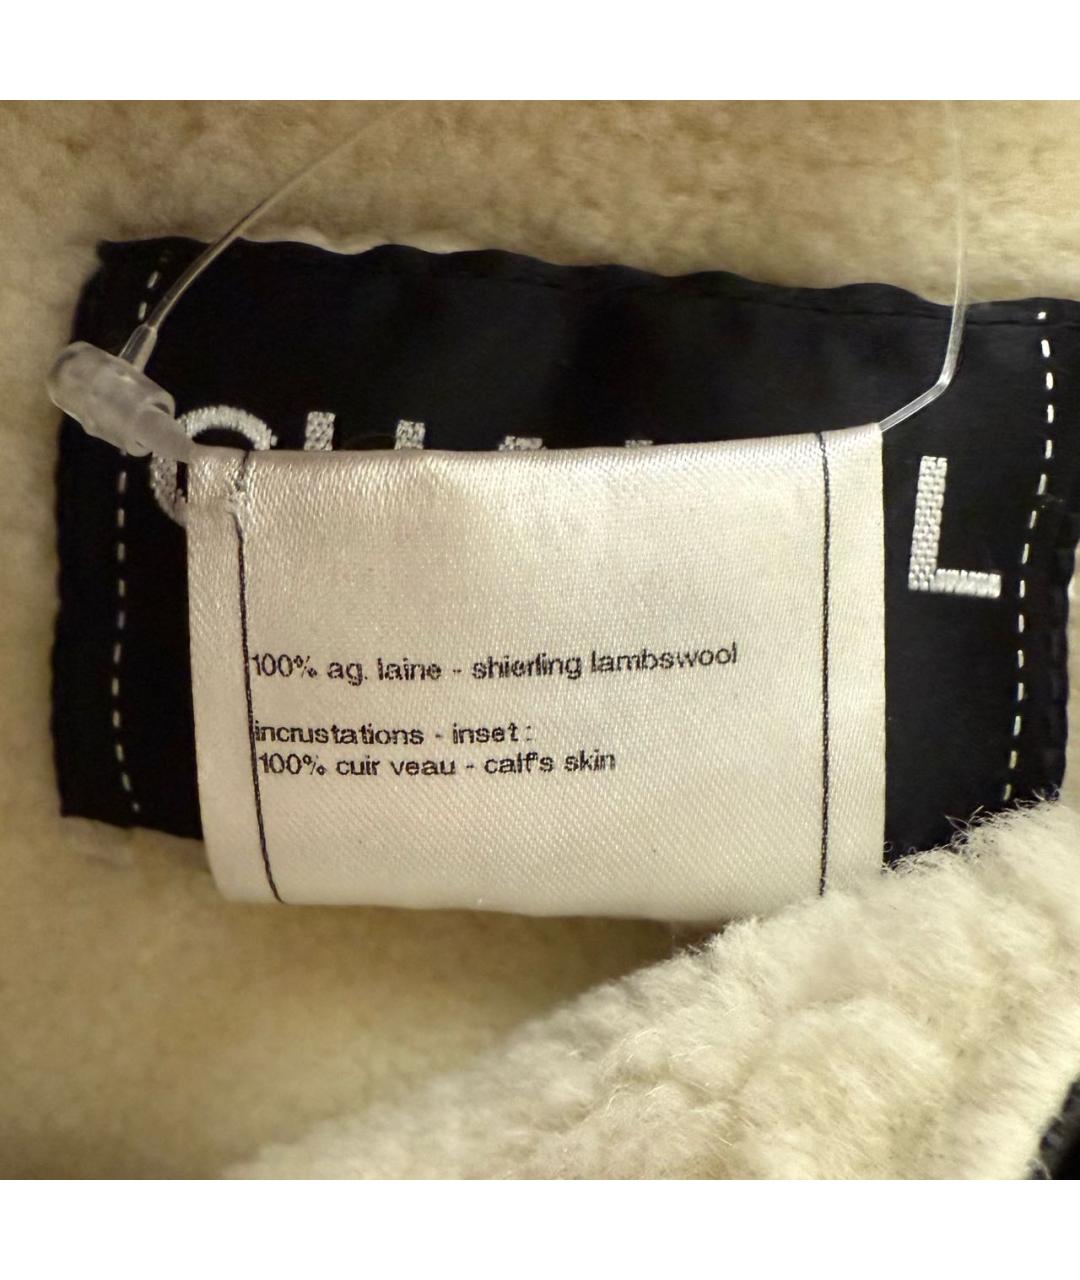 L
100% ag. laine - shierling lambswool
incrustations - inset :
100% cuir veau - calf's skin